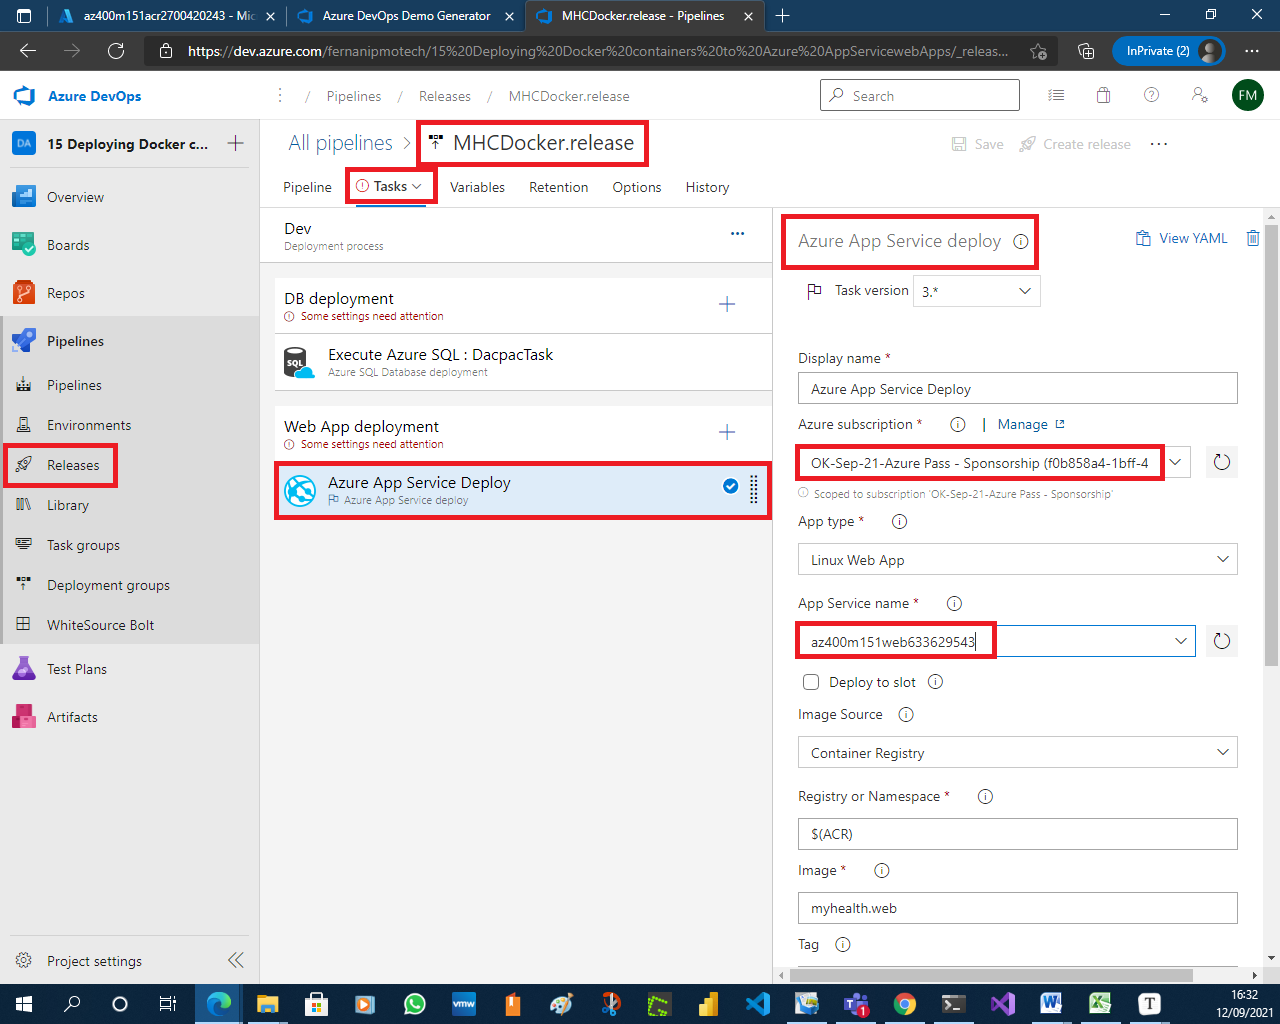 az400m151acr2700420243 - Mic
Azure DevOps Demo Generator
MHCDocker.release - Pipelines
https://dev.azure.com/fernanipmotech/15%20Deploying%20Docker%20containers%20to%20Azure%20AppServicewebApps/_releas...
InPrivate (2)
Azure DevOps
/ Pipelines / Releases / MHCDocker.release
Search
FM
DA
15 Deploying Docker c...
All pipelines > MHCDocker.release
Save
Create release
Pipeline
Tasks
Variables
Retention
Options
History
Overview
Boards
Repos
Pipelines
Pipelines
Environments
Releases
Library
Task groups
Deployment groups
WhiteSource Bolt
Test Plans
Artifacts
Project settings
Dev
Deployment process
DB deployment
Some settings need attention
SQL
Execute Azure SQL : DacpacTask
Azure SQL Database deployment
Web App deployment
Some settings need attention
Azure App Service Deploy
Azure App Service deploy
Azure App Service deploy
View YAML
Task version
3.*
Display name *
Azure App Service Deploy
Azure subscription *
| Manage
OK-Sep-21-Azure Pass - Sponsorship (f0b858a4-1bff-4
Scoped to subscription 'OK-Sep-21-Azure Pass - Sponsorship'
App type *
Linux Web App
App Service name *
az400m151web633629543
Deploy to slot
Image Source
Container Registry
Registry or Namespace *
$(ACR)
Image *
myhealth.web
Tag
vmw
1
T
16:32
12/09/2021